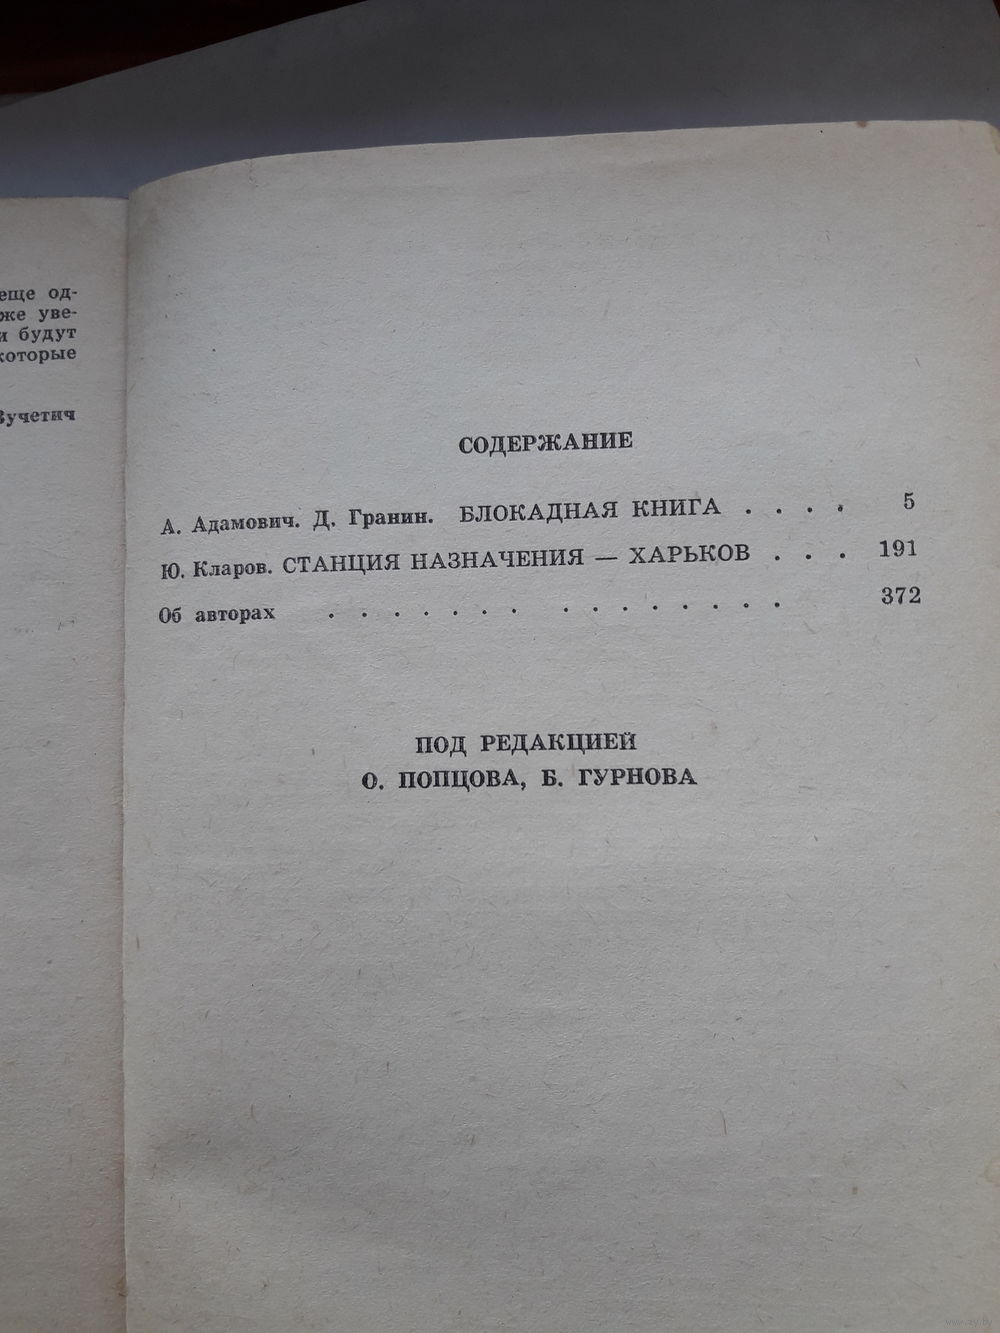 еще од-
же уве-
и будут
которые
Вучетич
СОДЕРЖАНИЕ
А. Адамович. Д. Гранин. БЛОКАДНАЯ КНИГА . . . . 5
Ю. Кларов. СТАНЦИЯ НАЗНАЧЕНИЯ — ХАРЬКОВ . . . 191
Об авторах . . . . . . . . . . . . . . . 372
ПОД РЕДАКЦИЕЙ
О. ПОПЦОВА, Б. ГУРНОВА